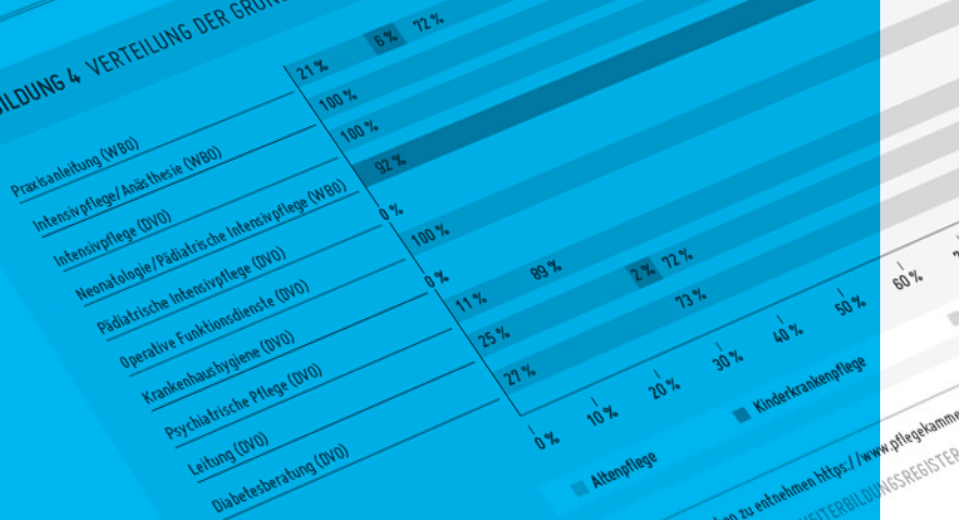 BILDUNG 4 VERTEILUNG DER GRUN
21 % 6 % 72 %
100 %
100 %
92 %
0 %
100 %
0 %
11 % 89 %
25 % 2 % 72 %
27 % 73 %
Praxisanleitung (WBO)
Intensivpflege/Anästhesie (WBO)
Intensivpflege (DVO)
Neonatologie/Pädiatrische Intensivpflege (WBO)
Pädiatrische Intensivpflege (DVO)
Operative Funktionsdienste (DVO)
Krankenhaushygiene (DVO)
Psychiatrische Pflege (DVO)
Leitung (DVO)
Diabetesberatung (DVO)
0 % 10 % 20 % 30 % 40 % 50 % 60 %
Altenpflege Kinderkrankenpflege
zu entnehmen https://www.pflegekamme
EITERBILDUNGSREGISTER